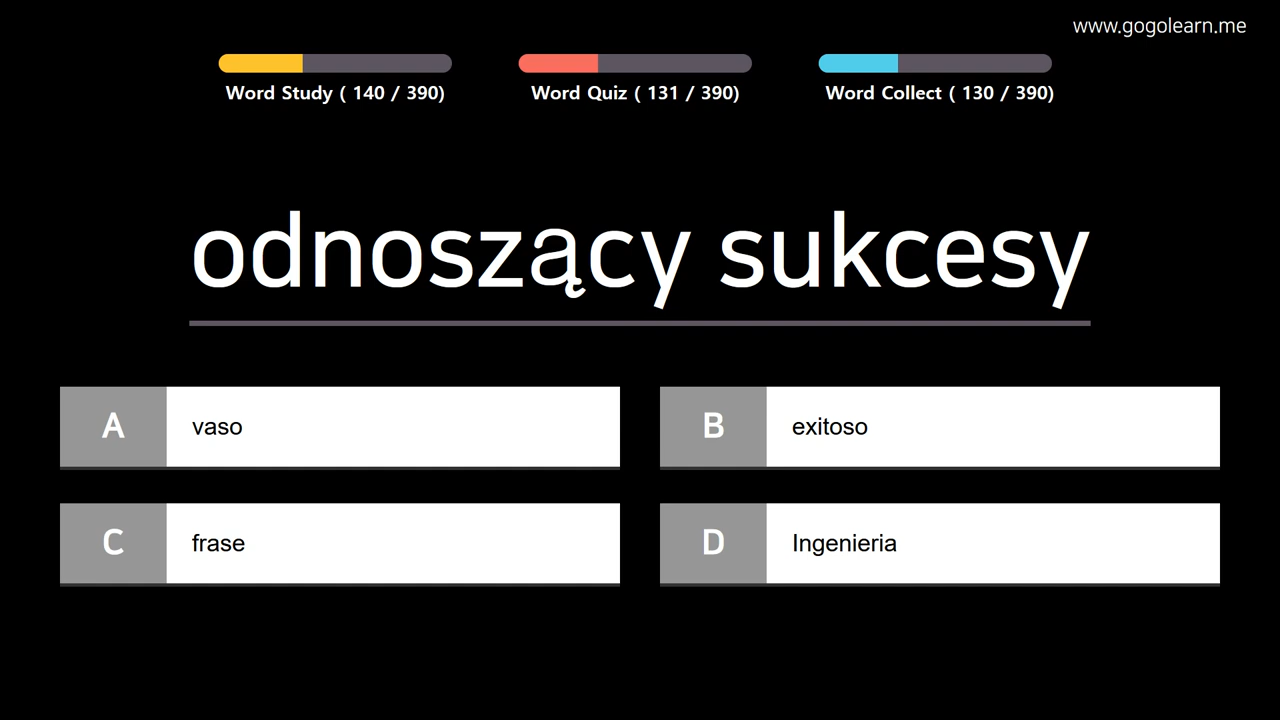 www.gogolearn.me
Word Study ( 140 / 390)
Word Quiz ( 131 / 390)
Word Collect ( 130 / 390)
odnoszący sukcesy
A vaso
B exitoso
C frase
D Ingenieria